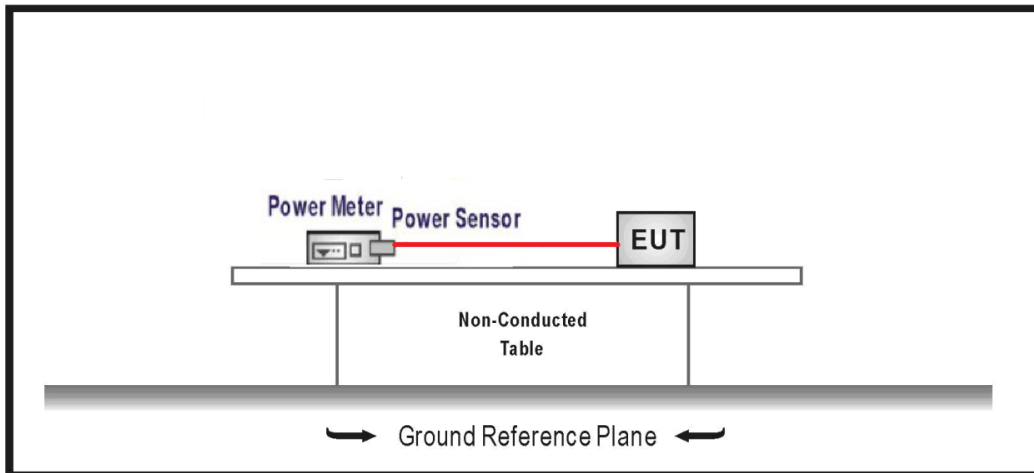 Power Meter
Power Sensor
EUT
Non-Conducted
Table
Ground Reference Plane